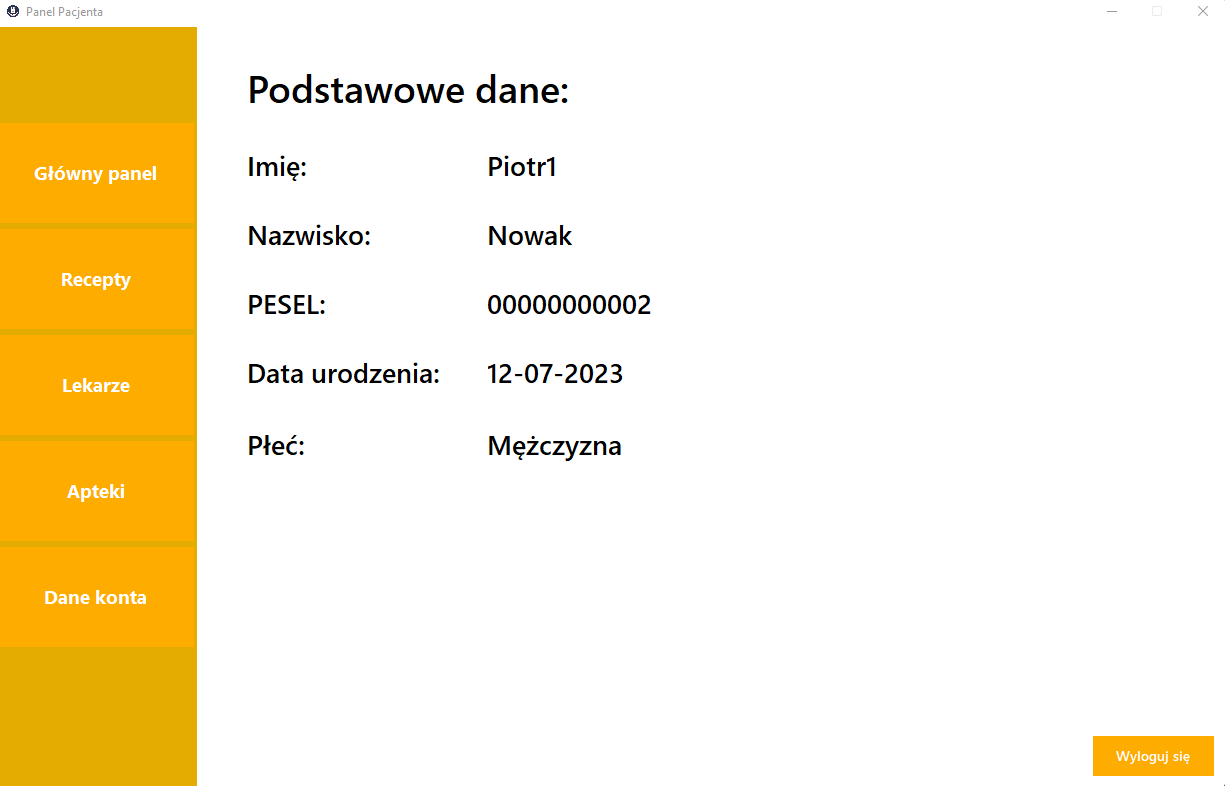 Panel Pacjenta
Podstawowe dane:
Główny panel
Imię: Piotr1
Nazwisko: Nowak
Recepty
PESEL: 00000000002
Lekarze
Data urodzenia: 12-07-2023
Płeć: Mężczyzna
Apteki
Dane konta
Wyloguj się